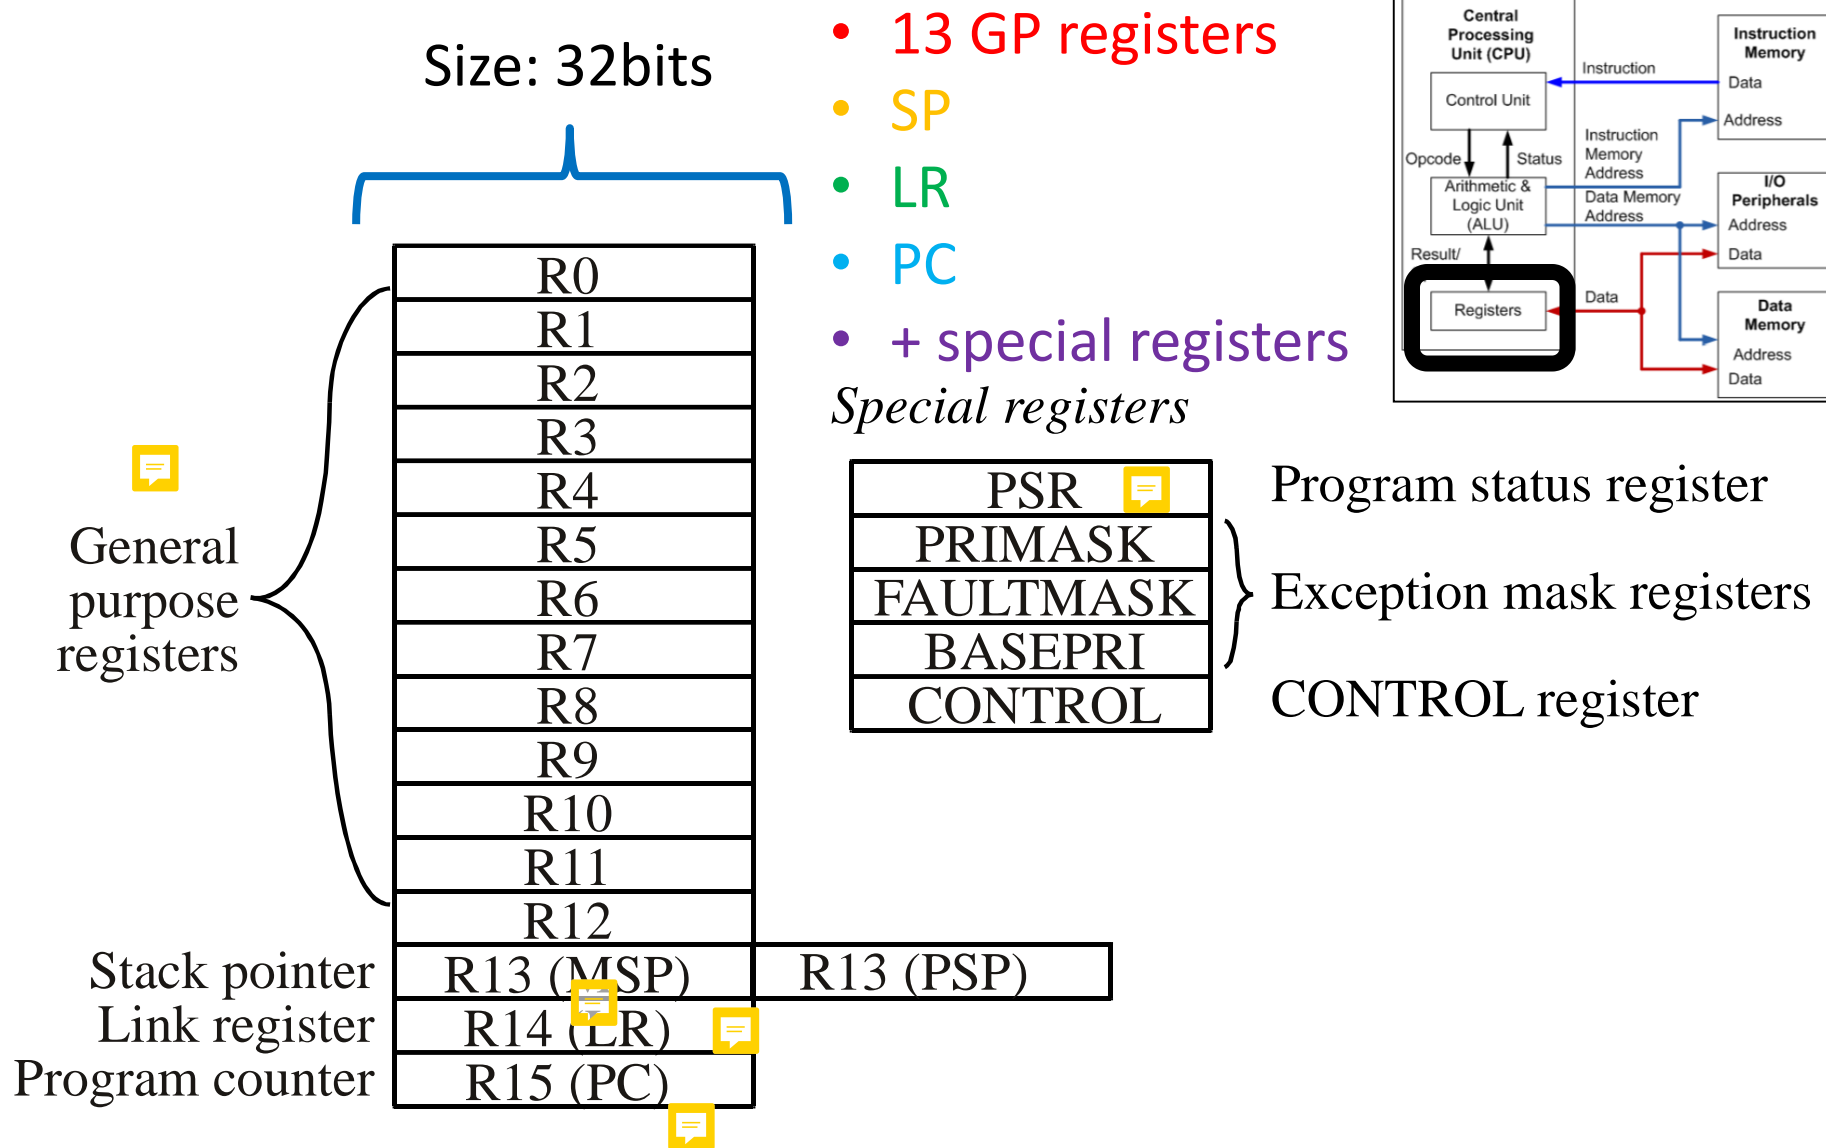 Size: 32bits
• 13 GP registers
• SP
• LR
• PC
• + special registers
Central
Processing
Unit (CPU)
Control Unit
Opcode
Status
Arithmetic &
Logic Unit
(ALU)
Result/
Registers
Instruction
Instruction
Memory
Address
Data Memory
Address
Data
Instruction
Memory
Data
Address
I/O
Peripherals
Address
Data
Data
Memory
Address
Data
General
purpose
registers
R0
R1
R2
R3
R4
R5
R6
R7
R8
R9
R10
R11
R12
Stack pointer R13 (MSP) R13 (PSP)
Link register R14 (LR)
Program counter R15 (PC)
Special registers
PSR Program status register
PRIMASK
FAULTMASK Exception mask registers
BASEPRI
CONTROL CONTROL register